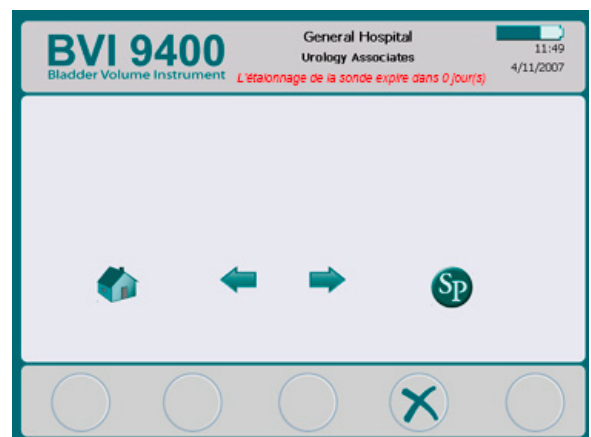 BVI 9400
Bladder Volume Instrument
General Hospital
Urology Associates
L'étalonnage de la sonde expire dans 0 jour(s)
11:49
4/11/2007
SP